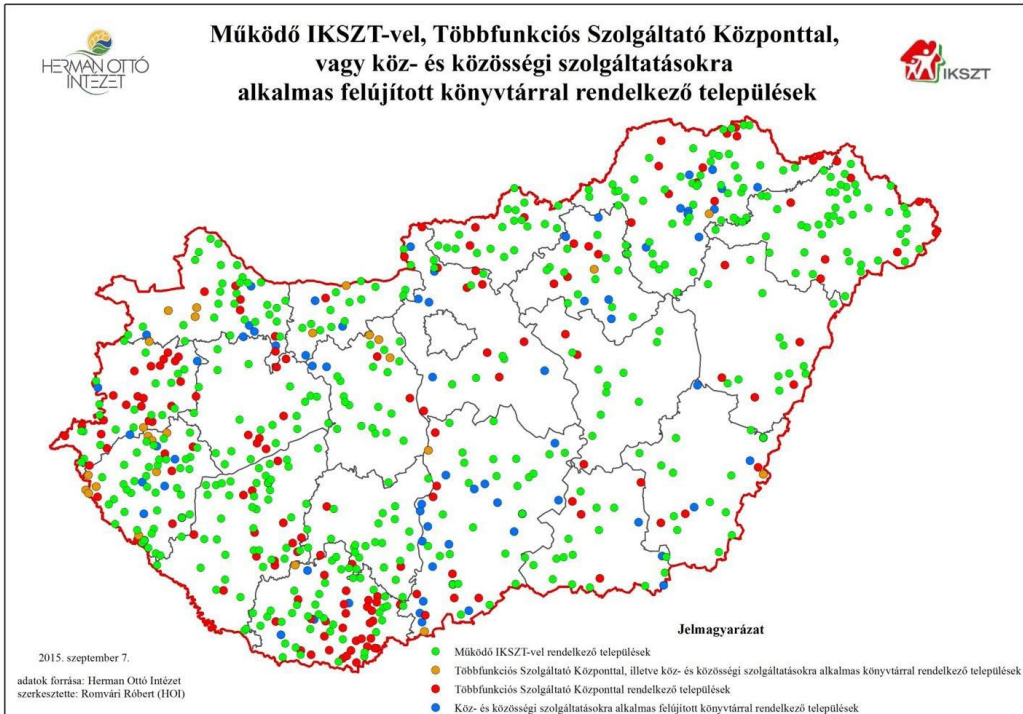 HERMAN OTTÓ
INTÉZET
Működő IKSZT-vel, Többfunkciós Szolgáltató Központtal,
vagy köz- és közösségi szolgáltatásokra
alkalmas felújított könyvtárral rendelkező települések
IKSZT
Jelmagyarázat
Működő IKSZT-vel rendelkező települések
Többfunkciós Szolgáltató Központtal, illetve köz- és közösségi szolgáltatásokra alkalmas könyvtárral rendelkező települések
Többfunkciós Szolgáltató Központtal rendelkező települések
Köz- és közösségi szolgáltatásokra alkalmas felújított könyvtárral rendelkező települések
2015. szeptember 7.
adatok forrása: Herman Ottó Intézet
szerkesztette: Romvári Róbert (HOI)